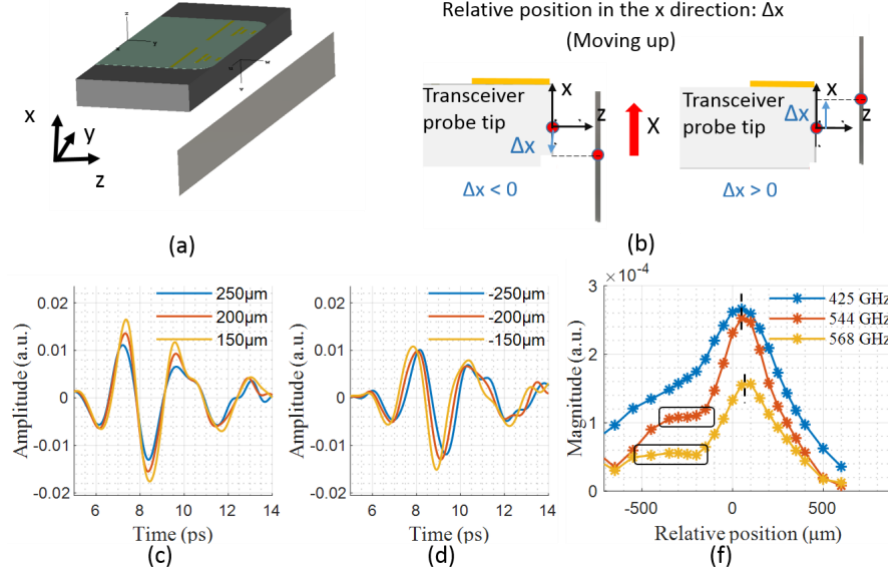 Relative position in the x direction: Δx
(Moving up)
x
y
z
(a)
Transceiver
probe tip
X
z
Δx
Δx < 0
X
Transceiver
probe tip
x
z
Δx
Δx > 0
(b)
0.02
0.01
0
-0.01
-0.02
Amplitude (a.u.)
250μm
200μm
150μm
6 8 10 12 14
Time (ps)
(c)
0.02
0.01
0
-0.01
-0.02
Amplitude (a.u.)
-250μm
-200μm
-150μm
6 8 10 12 14
Time (ps)
(d)
×10⁻⁴
3
2
1
0
Magnitude (a.u.)
425 GHz
544 GHz
568 GHz
-500 0 500
Relative position (μm)
(f)